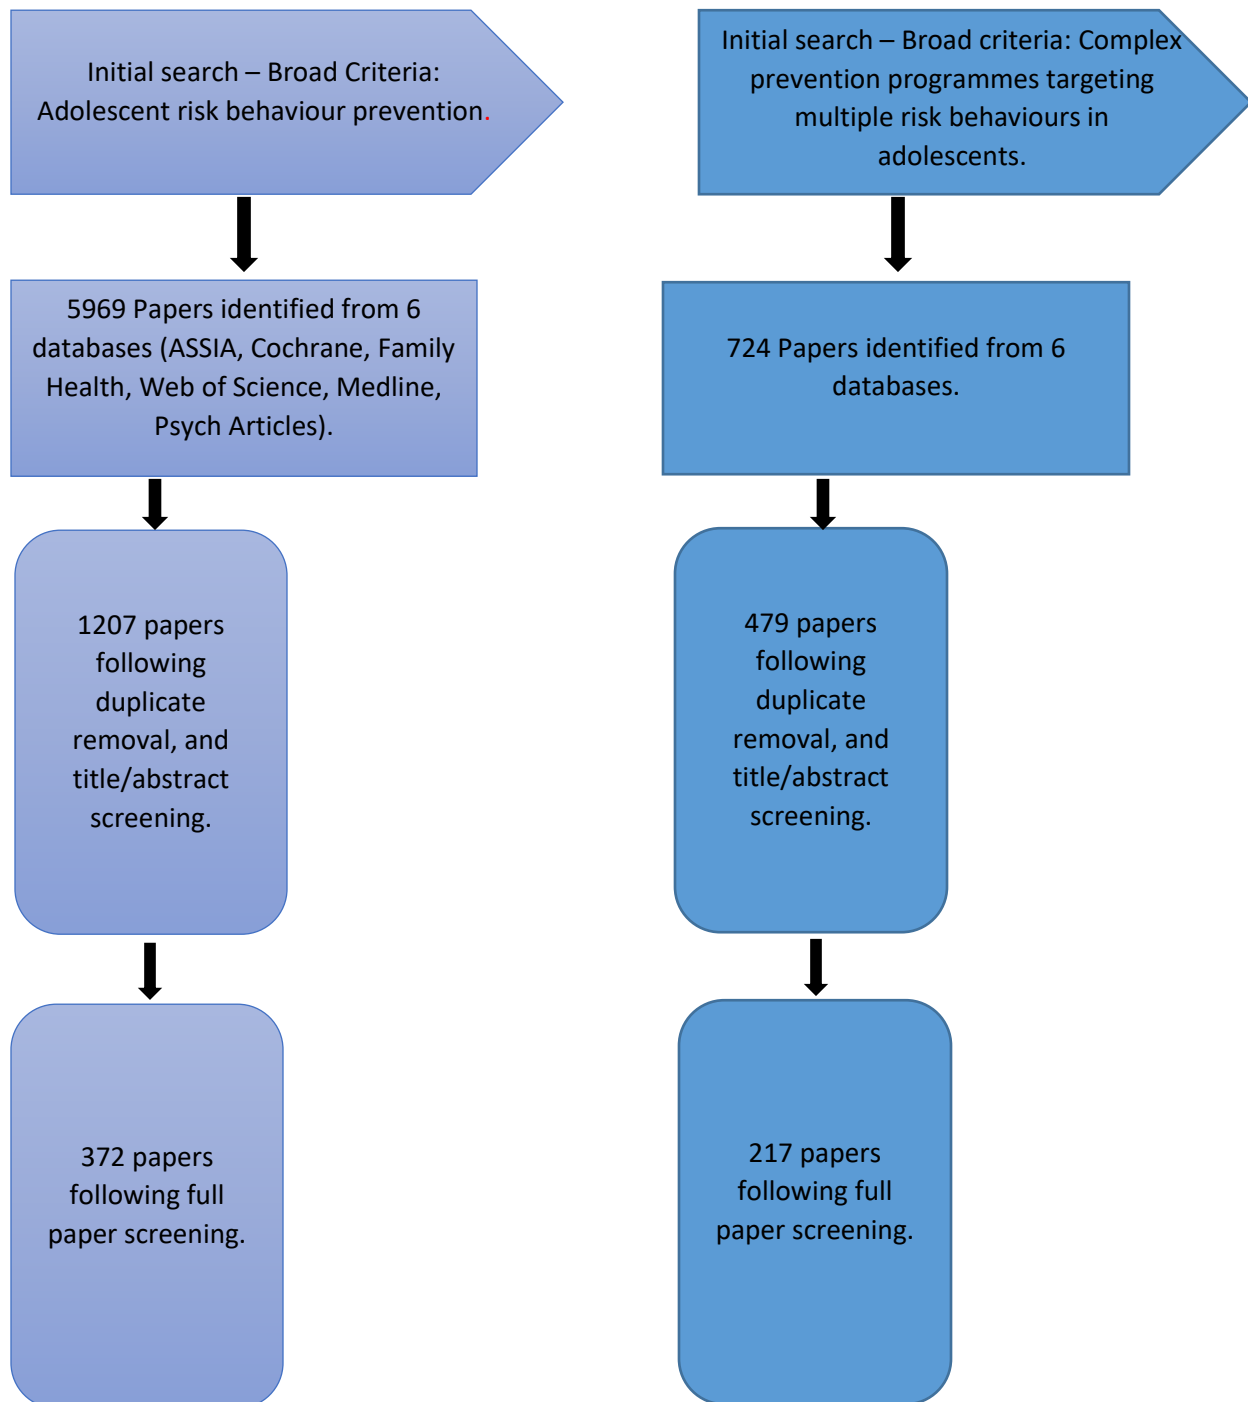 Initial search – Broad Criteria:
Adolescent risk behaviour prevention.
5969 Papers identified from 6
databases (ASSIA, Cochrane, Family
Health, Web of Science, Medline,
Psych Articles).
1207 papers
following
duplicate
removal, and
title/abstract
screening.
372 papers
following full
paper screening.
Initial search – Broad criteria: Complex
prevention programmes targeting
multiple risk behaviours in
adolescents.
724 Papers identified from 6
databases.
479 papers
following
duplicate
removal, and
title/abstract
screening.
217 papers
following full
paper screening.